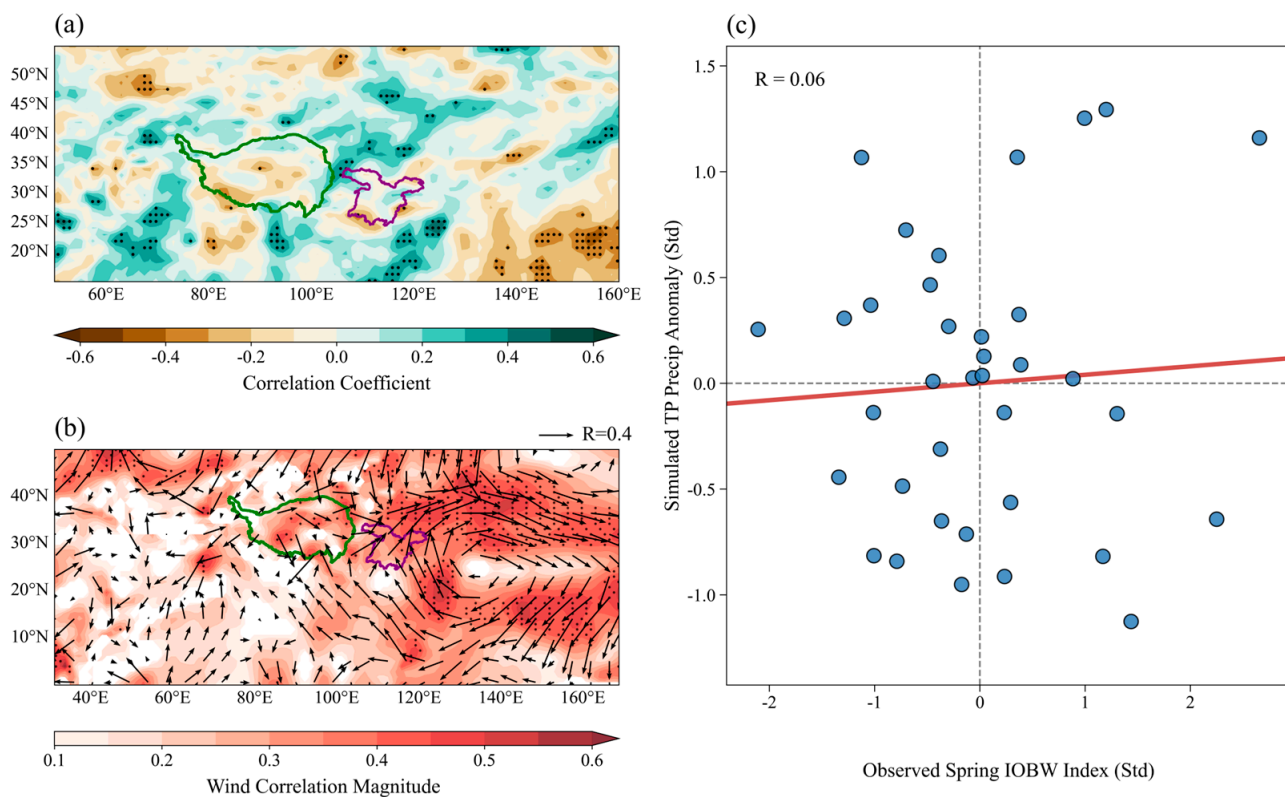 (a)
50°N
45°N
40°N
35°N
30°N
25°N
20°N
60°E 80°E 100°E 120°E 140°E 160°E
-0.6 -0.4 -0.2 0.0 0.2 0.4 0.6
Correlation Coefficient
(b)
R=0.4
40°N
30°N
20°N
10°N
40°E 60°E 80°E 100°E 120°E 140°E 160°E
0.1 0.2 0.3 0.4 0.5 0.6
Wind Correlation Magnitude
(c)
R = 0.06
Simulated TP Precip Anomaly (Std)
1.5
1.0
0.5
0.0
-0.5
-1.0
-2 -1 0 1 2
Observed Spring IOBW Index (Std)